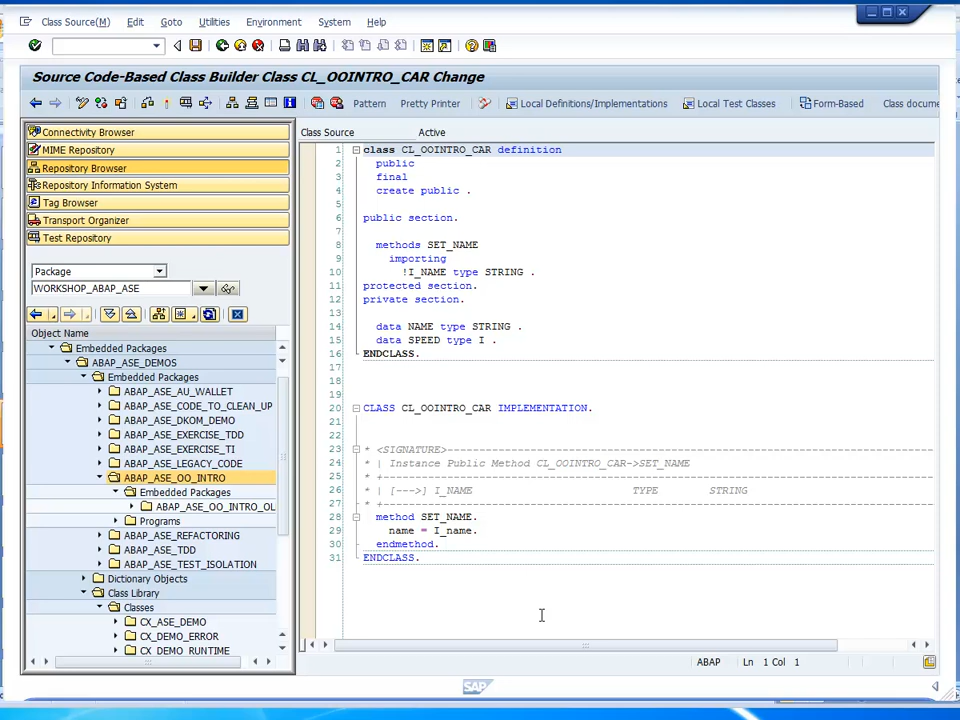 Class Source(M) Edit Goto Utilities Environment System Help
Source Code-Based Class Builder Class CL_OOINTRO_CAR Change
Pattern Pretty Printer Local Definitions/Implementations Local Test Classes Form-Based Class docume
Connectivity Browser
MIME Repository
Repository Browser
Repository Information System
Tag Browser
Transport Organizer
Test Repository
Package
WORKSHOP_ABAP_ASE
Object Name
Embedded Packages
ABAP_ASE_DEMOS
Embedded Packages
ABAP_ASE_AU_WALLET
ABAP_ASE_CODE_TO_CLEAN_UP
ABAP_ASE_DKOM_DEMO
ABAP_ASE_EXERCISE_TDD
ABAP_ASE_EXERCISE_TI
ABAP_ASE_LEGACY_CODE
ABAP_ASE_OO_INTRO
Embedded Packages
ABAP_ASE_OO_INTRO_OL
Programs
ABAP_ASE_REFACTORING
ABAP_ASE_TDD
ABAP_ASE_TEST_ISOLATION
Dictionary Objects
Class Library
Classes
CX_ASE_DEMO
CX_DEMO_ERROR
CX_DEMO_RUNTIME
Class Source Active
1 class CL_OOINTRO_CAR definition
2 public
3 final
4 create public .
5
6 public section.
7
8 methods SET_NAME
9 importing
10 !I_NAME type STRING .
11 protected section.
12 private section.
13
14 data NAME type STRING .
15 data SPEED type I .
16 ENDCLASS.
17
18
19
20 CLASS CL_OOINTRO_CAR IMPLEMENTATION.
21
22
23 * <SIGNATURE>---------------------------------------------------------------
24 * | Instance Public Method CL_OOINTRO_CAR->SET_NAME
25 * +-------------------------------------------------------------------------
26 * | [--->] I_NAME TYPE STRING
27 * +-------------------------------------------------------------------------
28 method SET_NAME.
29 name = I_name.
30 endmethod.
31 ENDCLASS.
ABAP Ln 1 Col 1
SAP